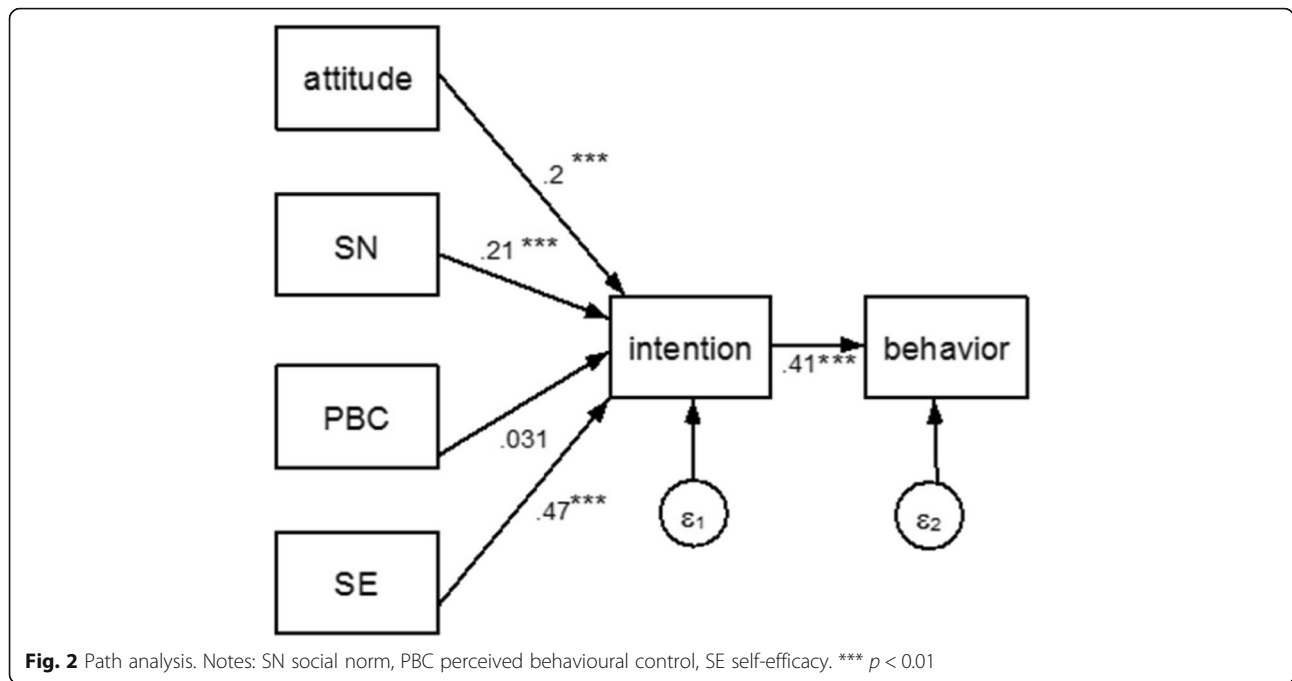 attitude
.2 ***
SN
.21 ***
intention
.41***
behavior
PBC
.031
.47***
SE
ε1
ε2
Fig. 2 Path analysis. Notes: SN social norm, PBC perceived behavioural control, SE self-efficacy. *** p < 0.01